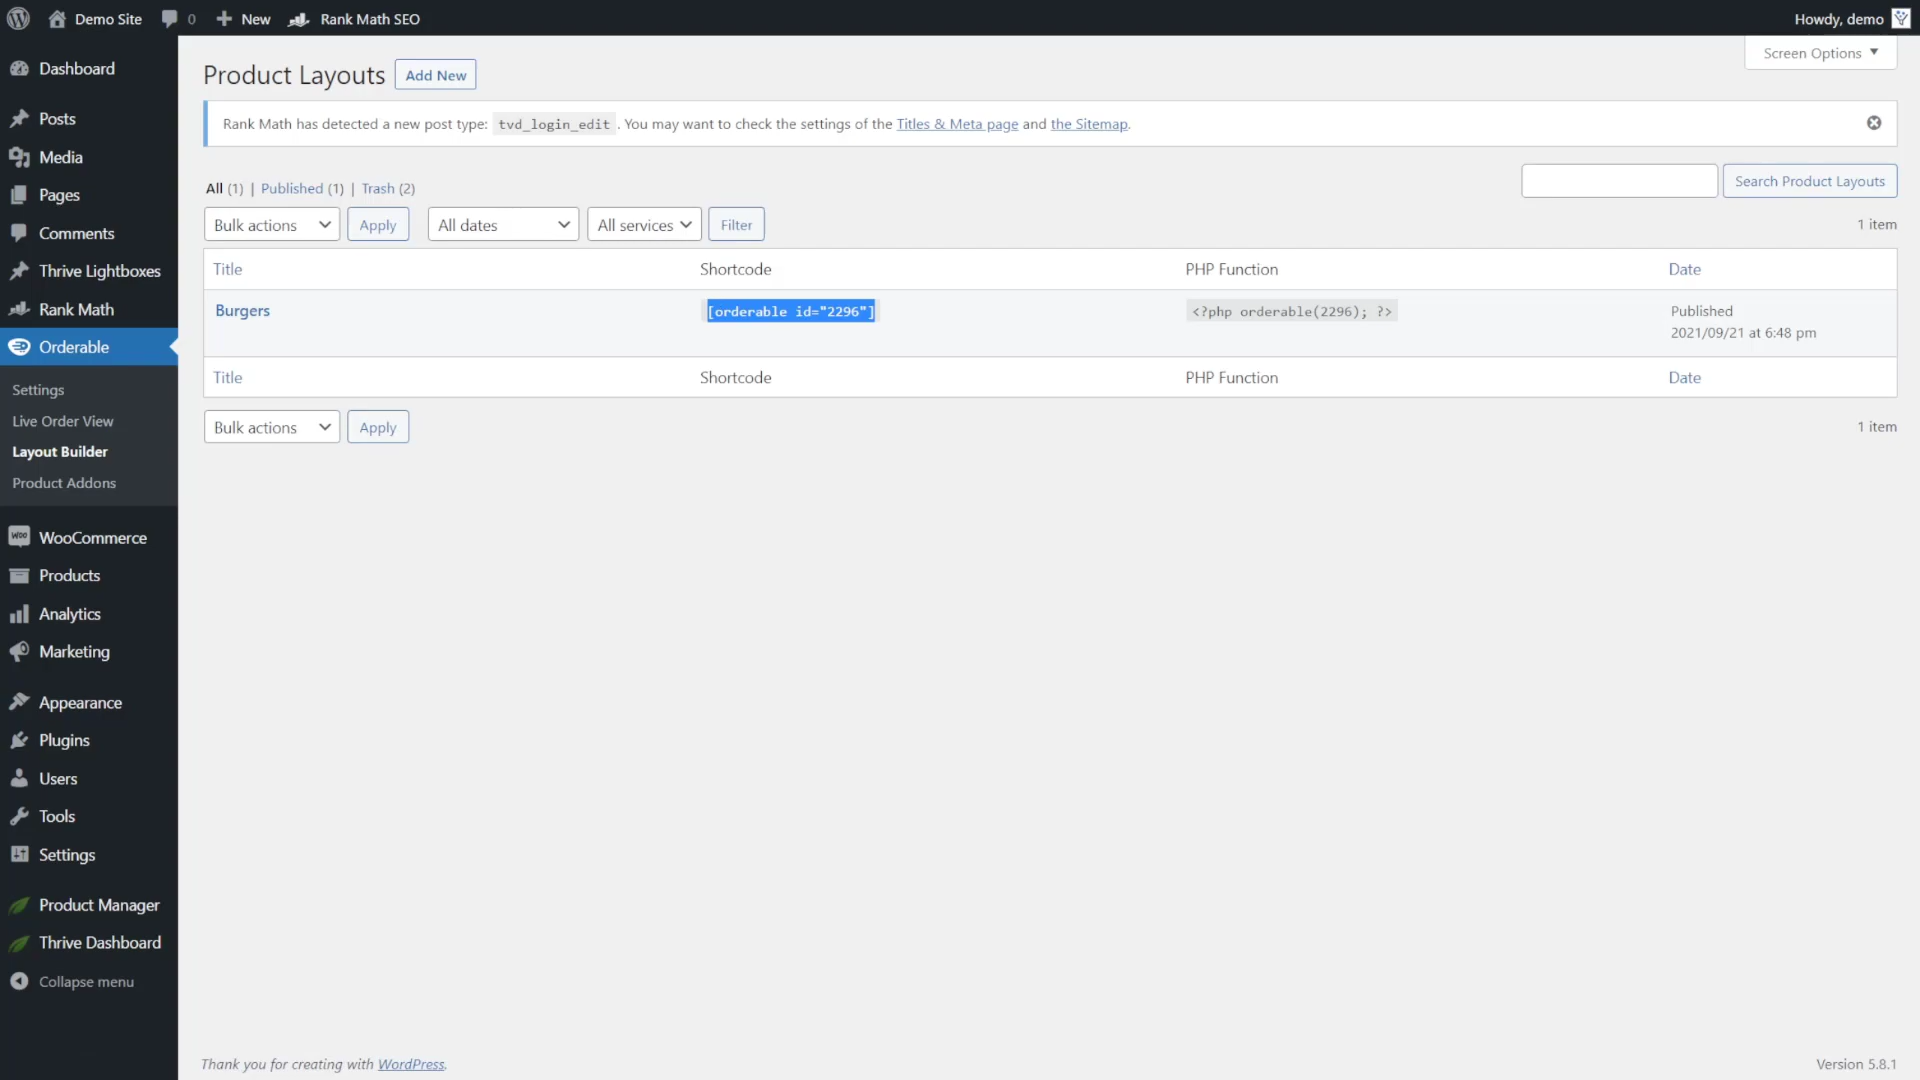 Demo Site 0 New Rank Math SEO Howdy, demo
Screen Options
Dashboard
Posts
Media
Pages
Comments
Thrive Lightboxes
Rank Math
Orderable
Settings
Live Order View
Layout Builder
Product Addons
WOO WooCommerce
Products
Analytics
Marketing
Appearance
Plugins
Users
Tools
Settings
Product Manager
Thrive Dashboard
Collapse menu
Product Layouts Add New
Rank Math has detected a new post type: tvd_login_edit . You may want to check the settings of the Titles & Meta page and the Sitemap.
All (1) | Published (1) | Trash (2)
Search Product Layouts
Bulk actions Apply All dates All services Filter 1 item
Title Shortcode PHP Function Date
Burgers [orderable id="2296"] <?php orderable(2296); ?> Published
2021/09/21 at 6:48 pm
Title Shortcode PHP Function Date
Bulk actions Apply 1 item
Thank you for creating with WordPress. Version 5.8.1